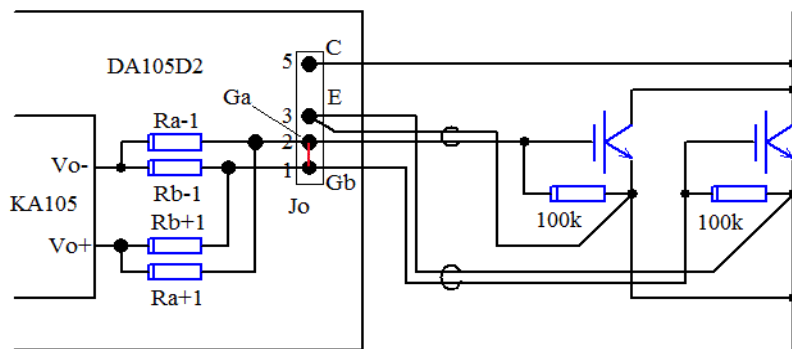 DA105D2
C
5
Ga
3
E
Ra-1
2
Vo-
1
Gb
Rb-1
KA105
Jo
100k
100k
Rb+1
Vo+
Ra+1